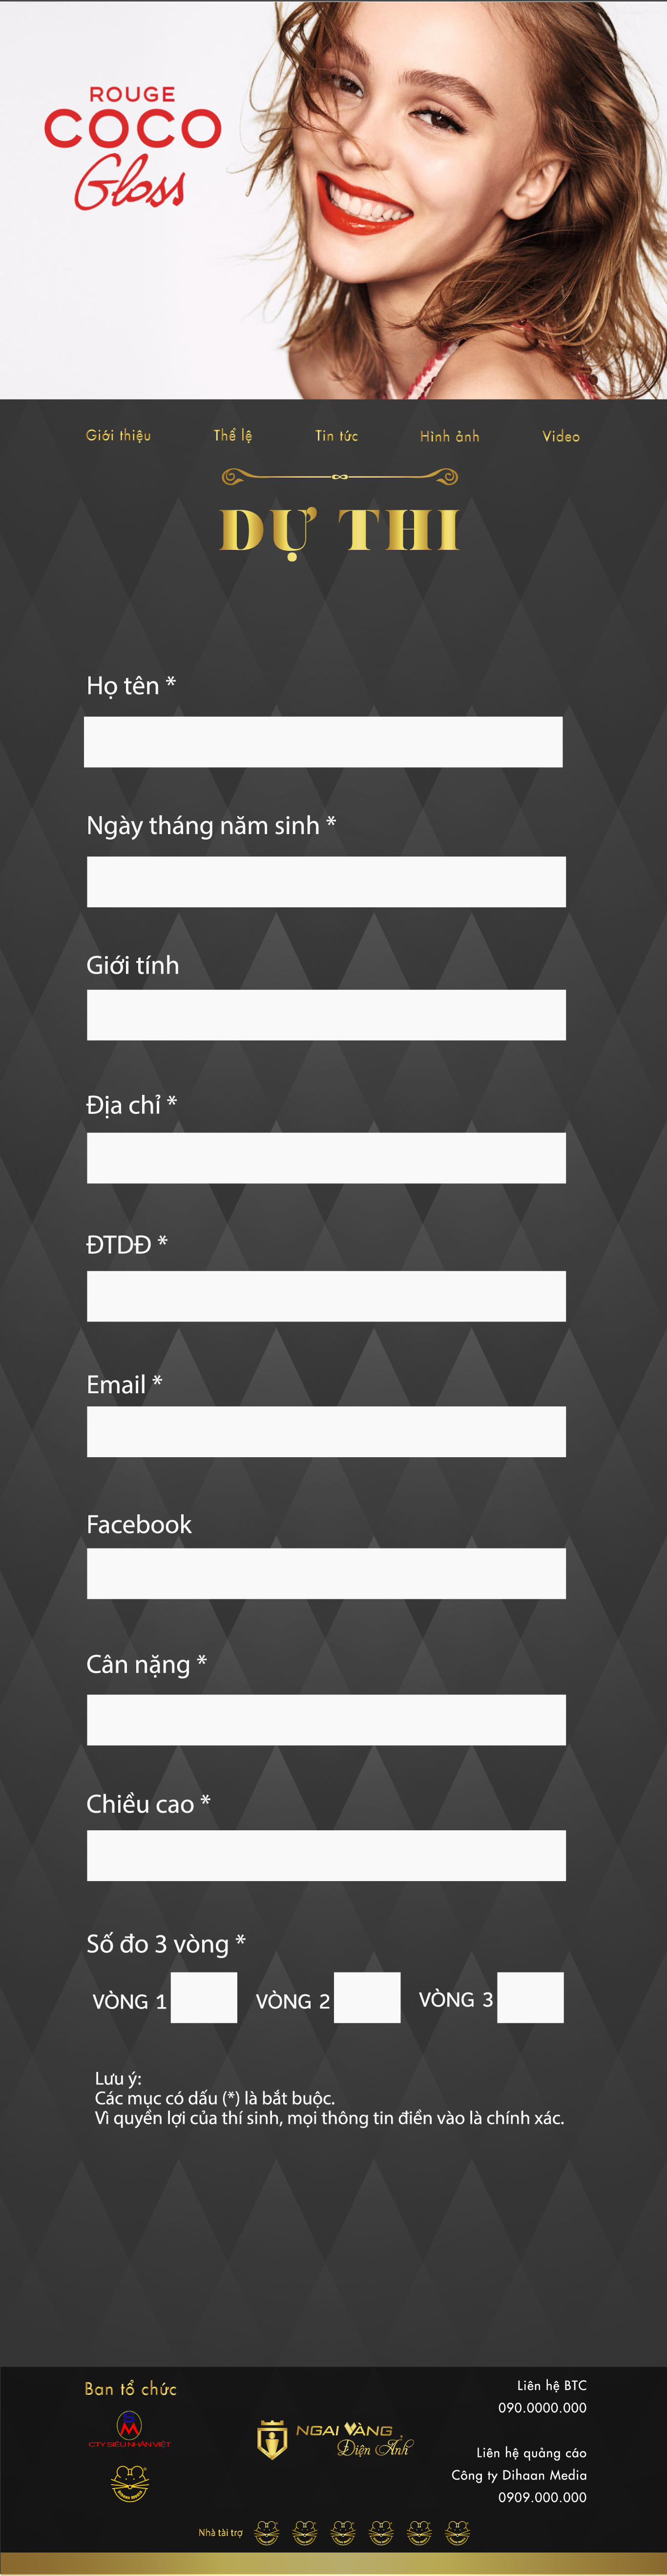 ROUGE
COCO
Gloss
Giới thiệu
Thể lệ
Tin tức
Hình ảnh
Video
DỰ THI
Họ tên *
Ngày tháng năm sinh *
Giới tính
Địa chỉ *
ĐTDĐ *
Email *
Facebook
Cân nặng *
Chiều cao *
Số đo 3 vòng *
VÒNG 1
VÒNG 2
VÒNG 3
Lưu ý:
Các mục có dấu (*) là bắt buộc.
Vì quyền lợi của thí sinh, mọi thông tin điền vào là chính xác.
Ban tổ chức
CTY SIÊU NHÂN VIỆT
NGAI VÀNG
Điện Ảnh
Liên hệ BTC
090.0000.000
Liên hệ quảng cáo
Công ty Dihaan Media
0909.000.000
Nhà tài trợ